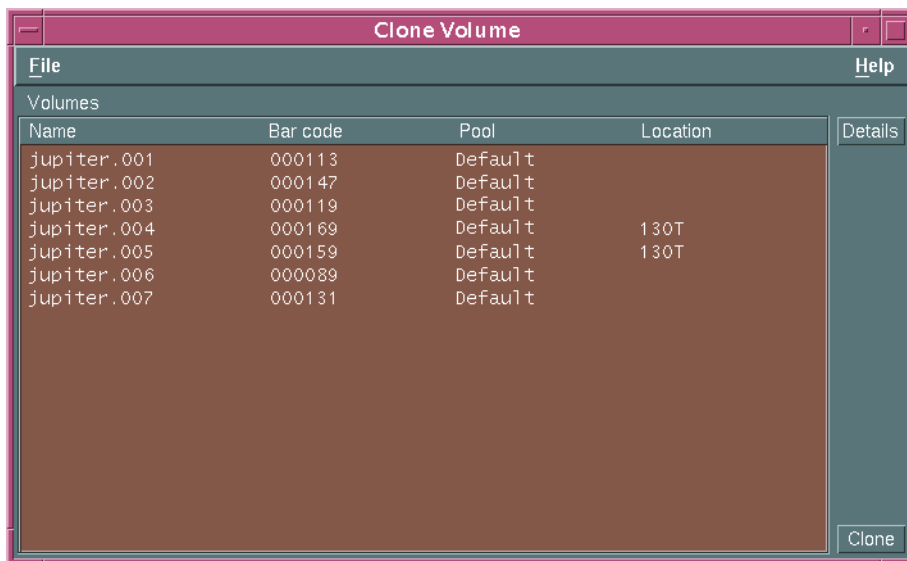 Clone Volume
File Help
Volumes
Name Bar code Pool Location Details
jupiter.001 000113 Default
jupiter.002 000147 Default
jupiter.003 000119 Default
jupiter.004 000169 Default 130T
jupiter.005 000159 Default 130T
jupiter.006 000089 Default
jupiter.007 000131 Default
Clone